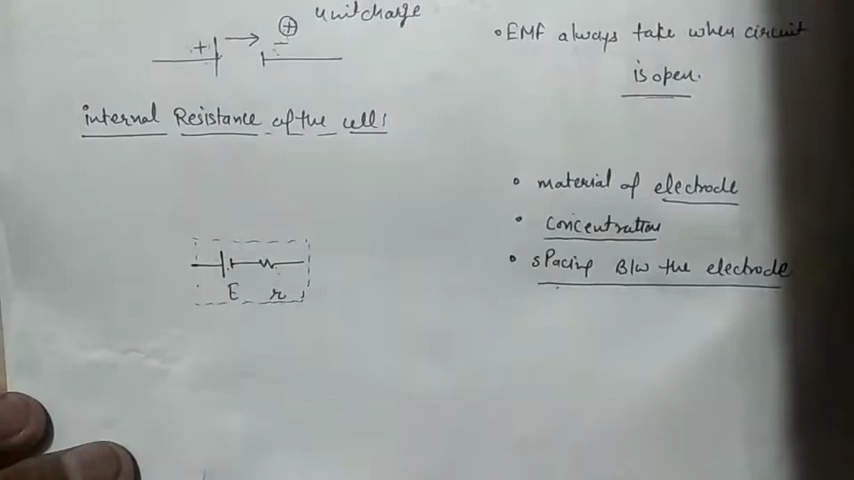 unit charge
+
+
• EMF always take when circuit
is open.
internal Resistance of the cell:
• material of electrode
• concentration
• spacing B/w the electrode
E r